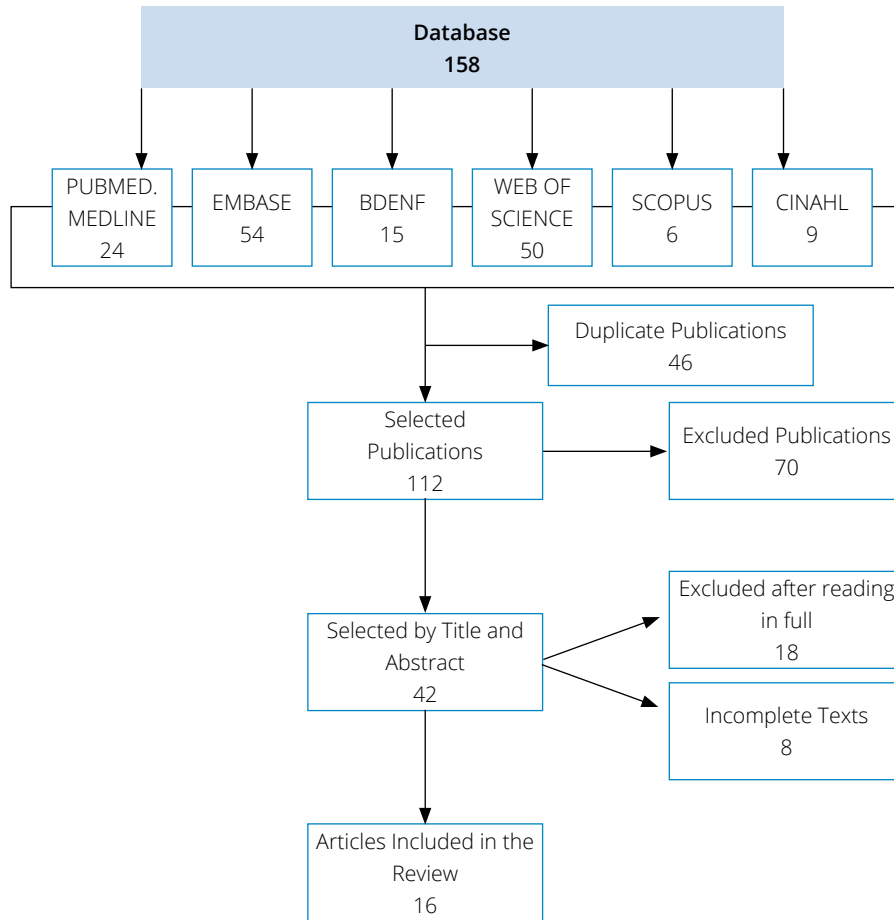 Database
158
PUBMED.
MEDLINE
24
EMBASE
54
BDENF
15
WEB OF
SCIENCE
50
SCOPUS
6
CINAHL
9
Duplicate Publications
46
Selected
Publications
112
Excluded Publications
70
Selected by Title and
Abstract
42
Excluded after reading
in full
18
Incomplete Texts
8
Articles Included in the
Review
16